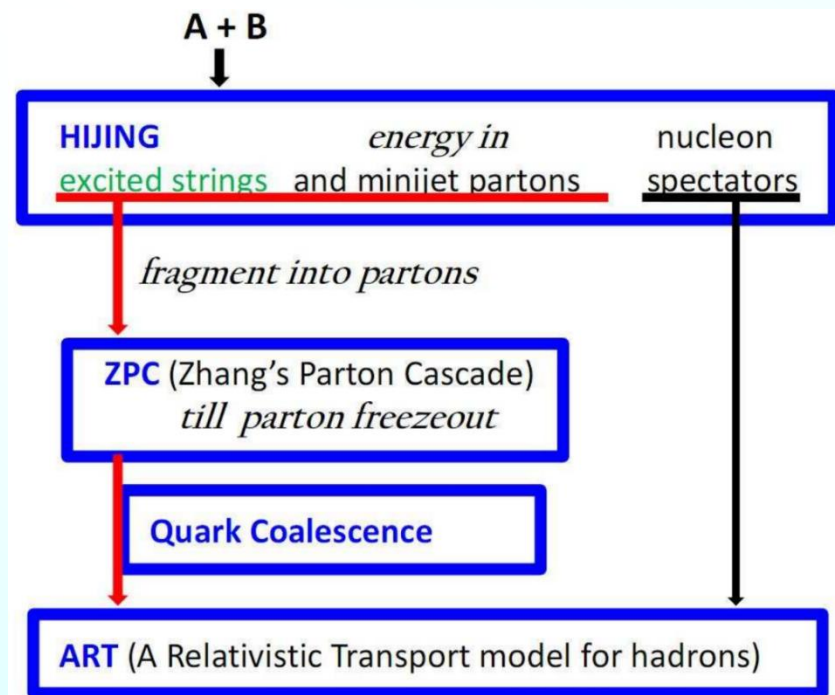 A + B
HIJING energy in nucleon
excited strings and minijet partons spectators
fragment into partons
ZPC (Zhang’s Parton Cascade)
till parton freezeout
Quark Coalescence
ART (A Relativistic Transport model for hadrons)